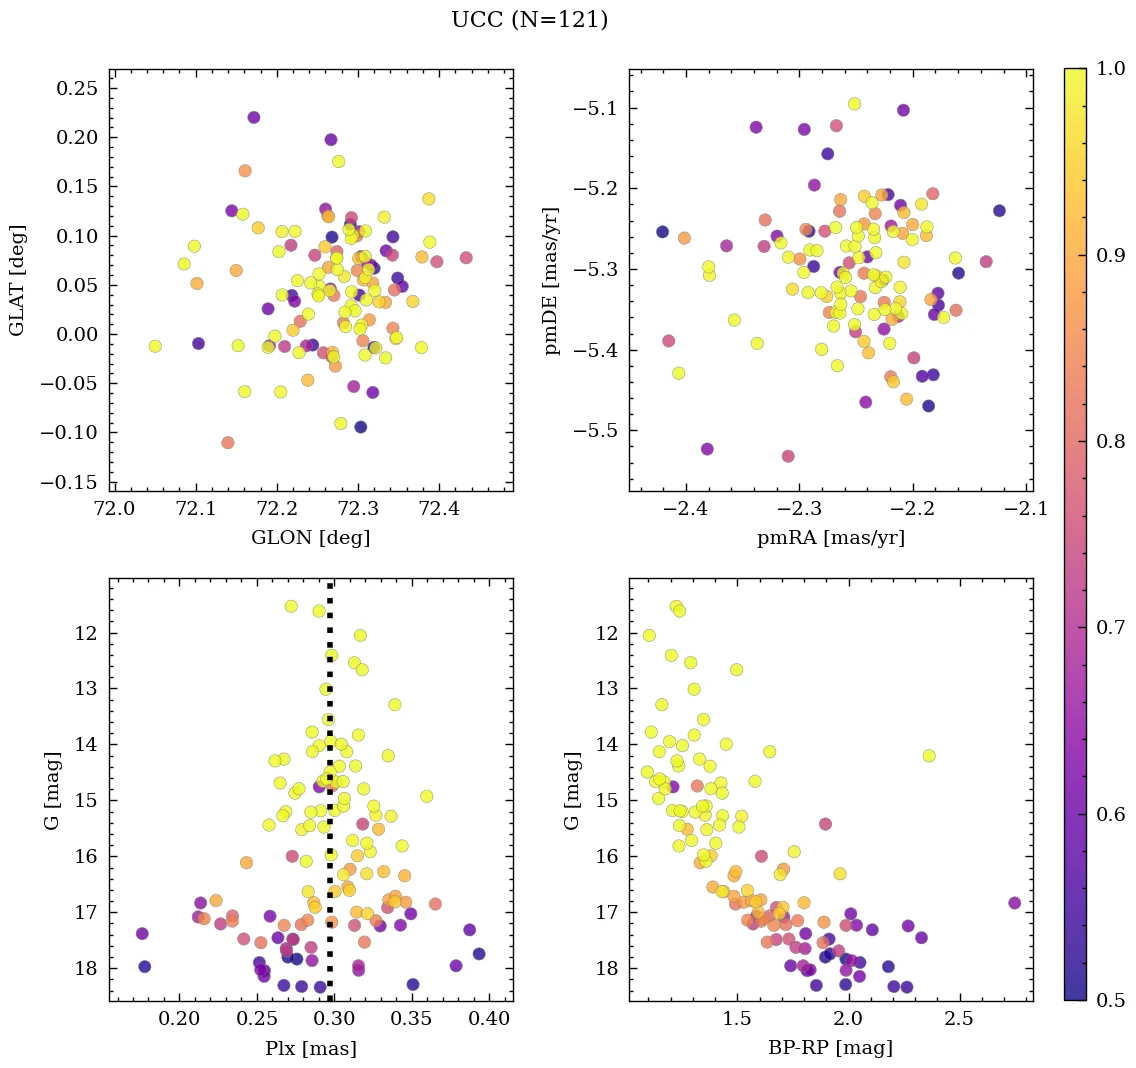 UCC (N=121)
0.25
0.20
0.15
0.10
0.05
0.00
−0.05
−0.10
−0.15
GLAT [deg]
72.0 72.1 72.2 72.3 72.4
GLON [deg]
−5.1
−5.2
−5.3
−5.4
−5.5
pmDE [mas/yr]
−2.4 −2.3 −2.2 −2.1
pmRA [mas/yr]
12
13
14
15
16
17
18
G [mag]
0.20 0.25 0.30 0.35 0.40
Plx [mas]
12
13
14
15
16
17
18
G [mag]
1.5 2.0 2.5
BP-RP [mag]
1.0
0.9
0.8
0.7
0.6
0.5